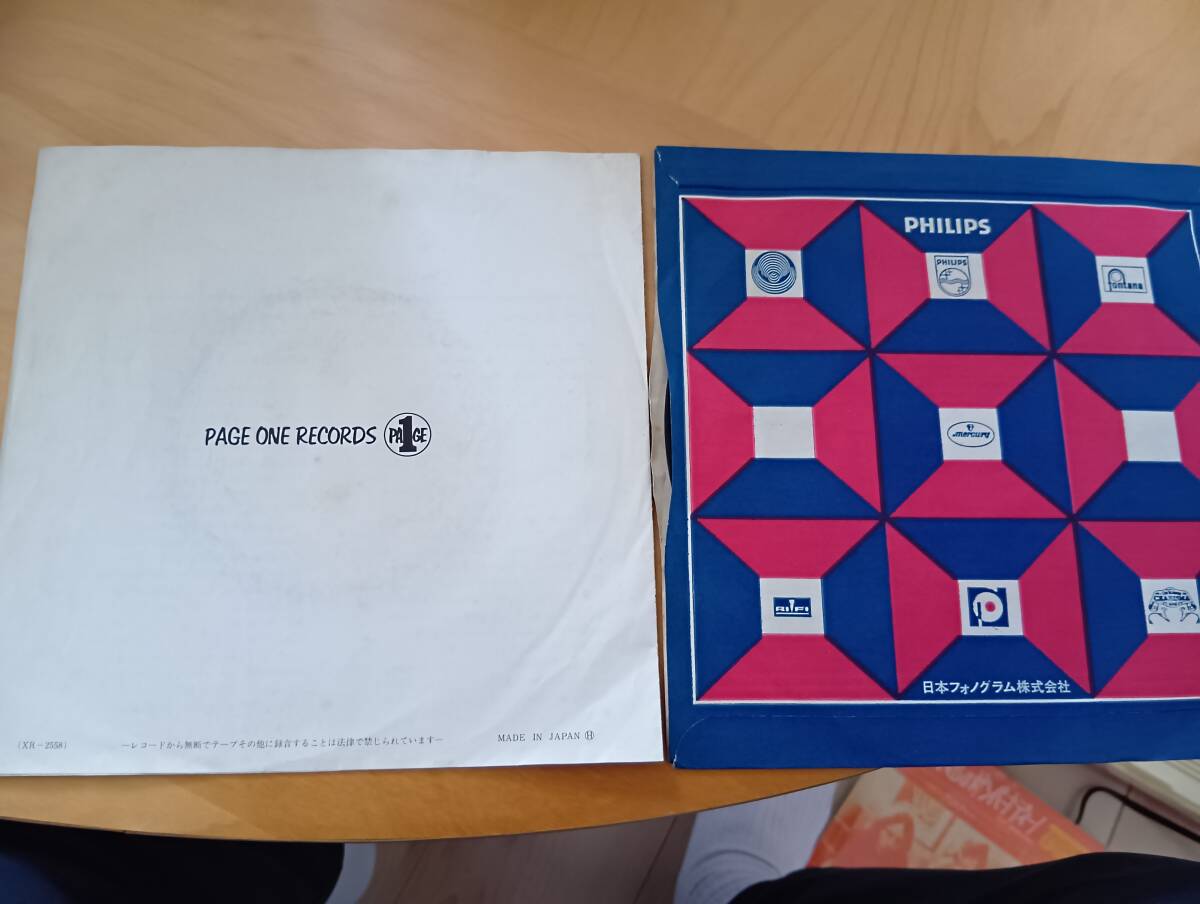 PAGE ONE RECORDS PAGE 1
(XR-2558)
—レコードから無断でテープその他に録音することは法律で禁じられています—
MADE IN JAPAN Ⓗ
PHILIPS
PHILIPS
fontana
mercury
RIFI
日本フォノグラム株式会社